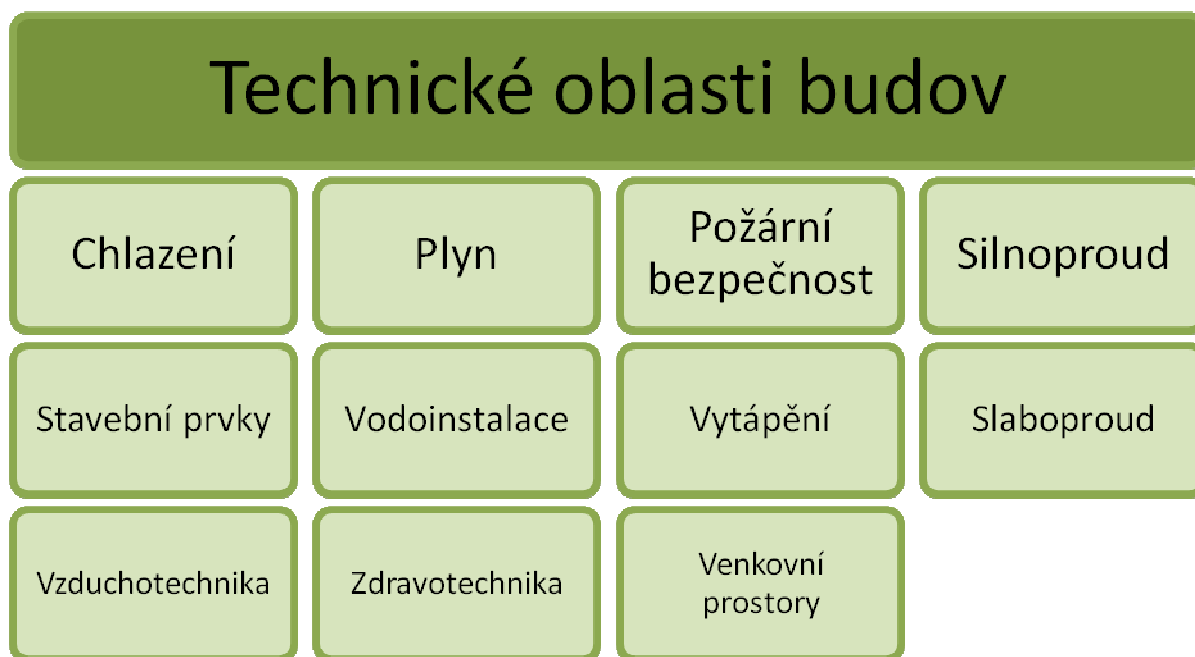 Technické oblasti budov
Chlazení
Plyn
Požární
bezpečnost
Silnoproud
Stavební prvky
Vodoinstalace
Vytápění
Slaboproud
Vzduchotechnika
Zdravotechnika
Venkovní
prostory